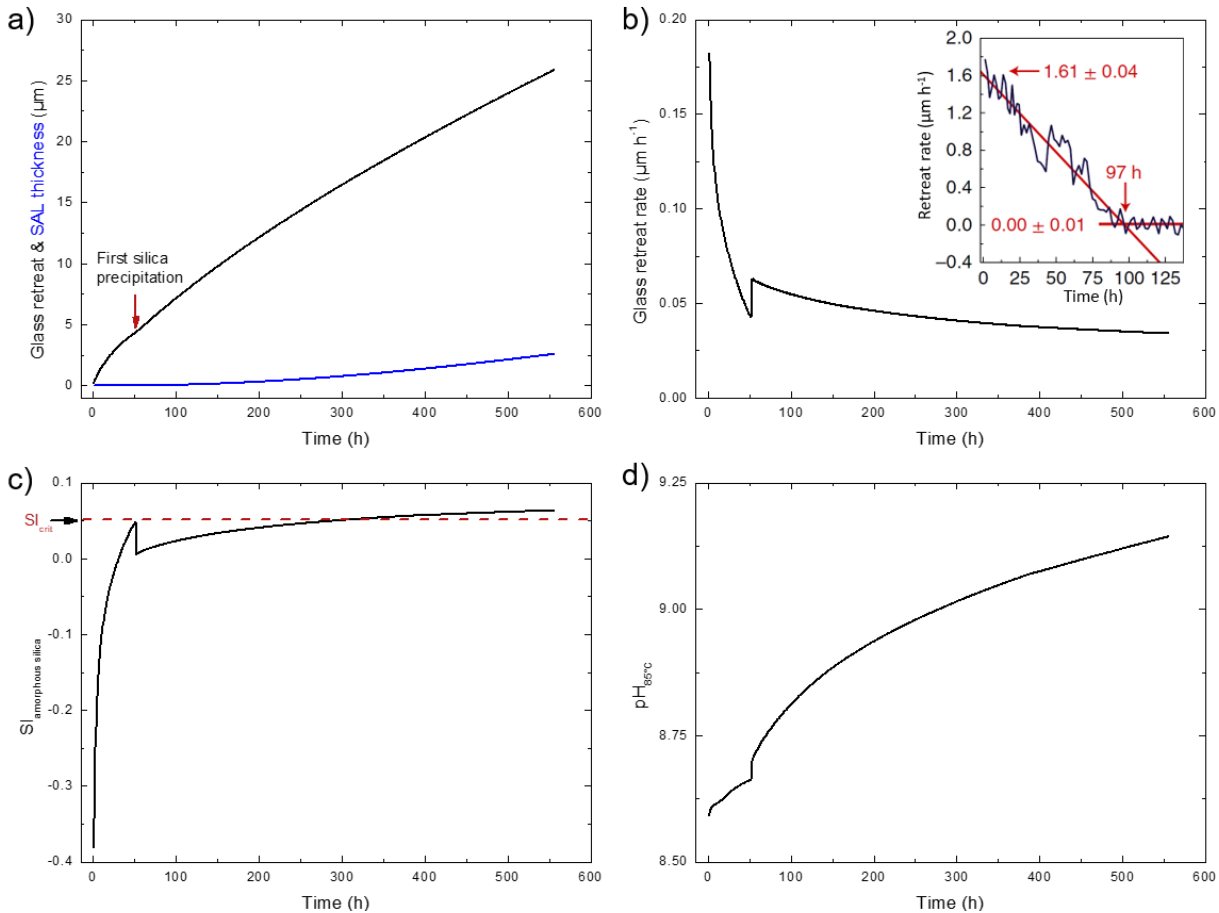 a)
Glass retreat & SAL thickness (µm)
30
25
20
15
10
5
0
First silica
precipitation
0 100 200 300 400 500 600
Time (h)
b)
Glass retreat rate (µm h⁻¹)
0.20
0.15
0.10
0.05
0.00
0 100 200 300 400 500 600
Time (h)
Retreat rate (µm h⁻¹)
2.0
1.6
1.2
0.8
0.4
0.0
−0.4
1.61 ± 0.04
97 h
0.00 ± 0.01
0 25 50 75 100 125
Time (h)
c)
SI amorphous silica
0.1
SI crit
0.0
-0.1
-0.2
-0.3
-0.4
0 100 200 300 400 500 600
Time (h)
d)
pH 85°C
9.25
9.00
8.75
8.50
0 100 200 300 400 500 600
Time (h)